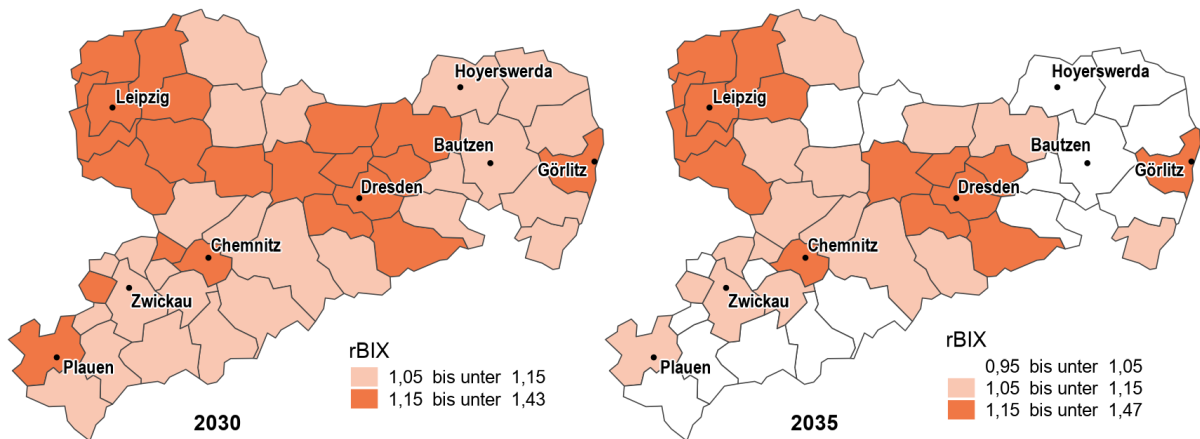 Hoyerswerda
Leipzig
Bautzen
Görlitz
Dresden
Chemnitz
Zwickau
Plauen
rBIX
1,05 bis unter 1,15
1,15 bis unter 1,43
2030
Hoyerswerda
Leipzig
Bautzen
Görlitz
Dresden
Chemnitz
Zwickau
Plauen
rBIX
0,95 bis unter 1,05
1,05 bis unter 1,15
1,15 bis unter 1,47
2035